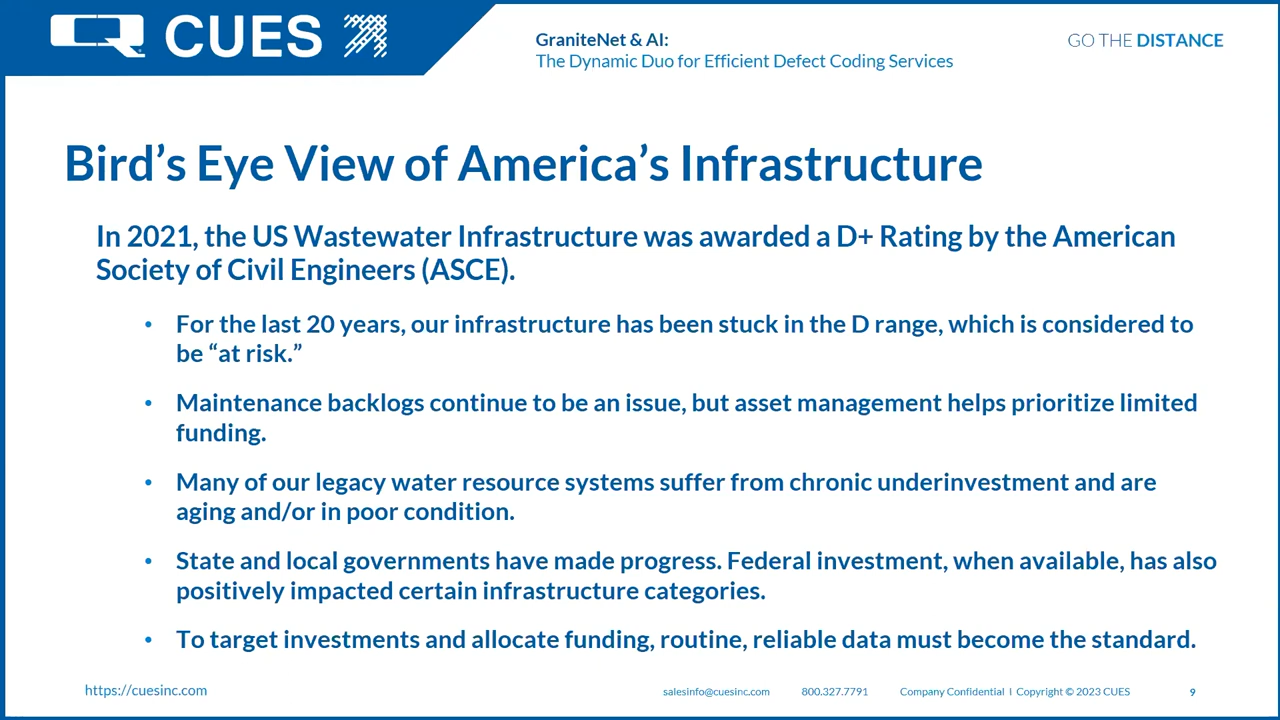 CUES
GraniteNet & AI:
The Dynamic Duo for Efficient Defect Coding Services
GO THE DISTANCE
Bird’s Eye View of America’s Infrastructure
In 2021, the US Wastewater Infrastructure was awarded a D+ Rating by the American
Society of Civil Engineers (ASCE).
• For the last 20 years, our infrastructure has been stuck in the D range, which is considered to
be “at risk.”
• Maintenance backlogs continue to be an issue, but asset management helps prioritize limited
funding.
• Many of our legacy water resource systems suffer from chronic underinvestment and are
aging and/or in poor condition.
• State and local governments have made progress. Federal investment, when available, has also
positively impacted certain infrastructure categories.
• To target investments and allocate funding, routine, reliable data must become the standard.
https://cuesinc.com
salesinfo@cuesinc.com 800.327.7791 Company Confidential I Copyright © 2023 CUES 9